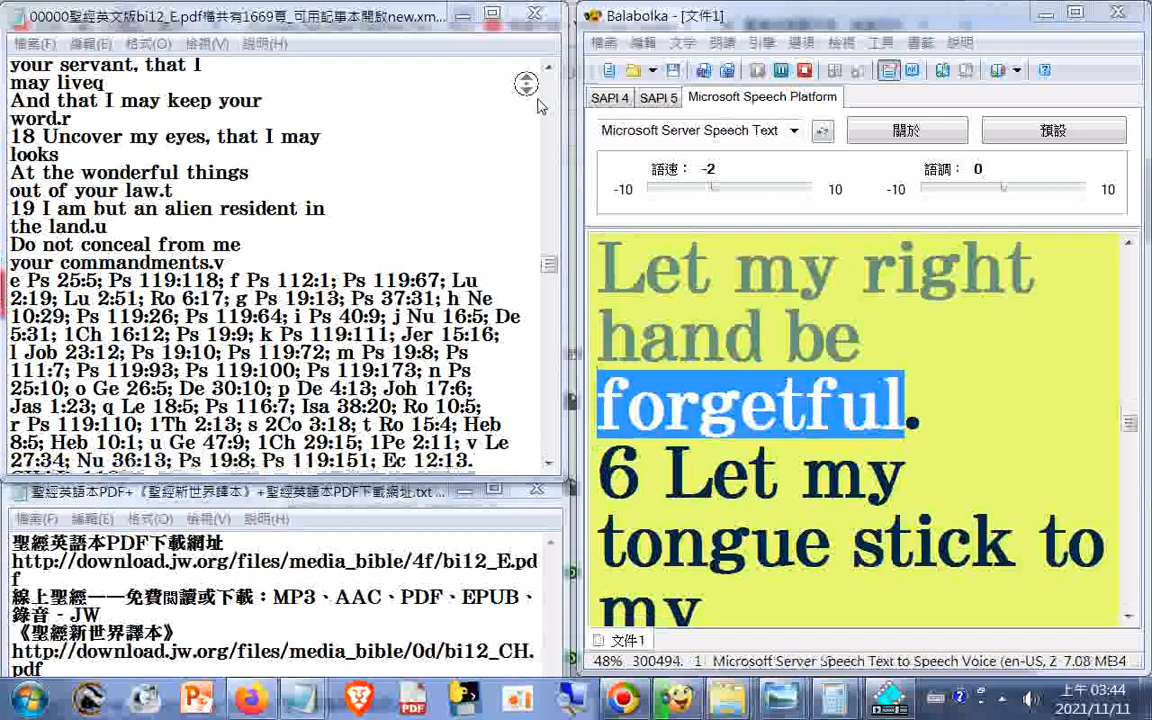 00000聖經英文版bi12_E.pdf檔共有1669頁_可用記事本開啟new.xm...
檔案(F) 編輯(E) 格式(O) 檢視(V) 說明(H)
your servant, that I
may liveq
And that I may keep your
word.r
18 Uncover my eyes, that I may
looks
At the wonderful things
out of your law.t
19 I am but an alien resident in
the land.u
Do not conceal from me
your commandments.v
e Ps 25:5; Ps 119:118; f Ps 112:1; Ps 119:67; Lu
2:19; Lu 2:51; Ro 6:17; g Ps 19:13; Ps 37:31; h Ne
10:29; Ps 119:26; Ps 119:64; i Ps 40:9; j Nu 16:5; De
5:31; 1Ch 16:12; Ps 19:9; k Ps 119:111; Jer 15:16;
l Job 23:12; Ps 19:10; Ps 119:72; m Ps 19:8; Ps
111:7; Ps 119:93; Ps 119:100; Ps 119:173; n Ps
25:10; o Ge 26:5; De 30:10; p De 4:13; Joh 17:6;
Jas 1:23; q Le 18:5; Ps 116:7; Isa 38:20; Ro 10:5;
r Ps 119:110; 1Th 2:13; s 2Co 3:18; t Ro 15:4; Heb
8:5; Heb 10:1; u Ge 47:9; 1Ch 29:15; 1Pe 2:11; v Le
27:34; Nu 36:13; Ps 19:8; Ps 119:151; Ec 12:13.
聖經英語本PDF+《聖經新世界譯本》+聖經英語本PDF下載網址.txt ...
檔案(F) 編輯(E) 格式(O) 檢視(V) 說明(H)
聖經英語本PDF下載網址
http://download.jw.org/files/media_bible/4f/bi12_E.pd
f
線上聖經——免費閱讀或下載：MP3、AAC、PDF、EPUB、
錄音 - JW
《聖經新世界譯本》
http://download.jw.org/files/media_bible/0d/bi12_CH.
pdf
Balabolka - [文件1]
檔案 編輯 文字 朗讀 引擎 選項 檢視 工具 書籤 說明
SAPI 4 SAPI 5 Microsoft Speech Platform
Microsoft Server Speech Text 關於 預設
語速： -2 語調： 0
-10 10 -10 10
Let my right
hand be
forgetful.
6 Let my
tongue stick to
my
文件1
48% 300494. 1 Microsoft Server Speech Text to Speech Voice (en-US, Z 7.08 MB34
上午 03:44
2021/11/11